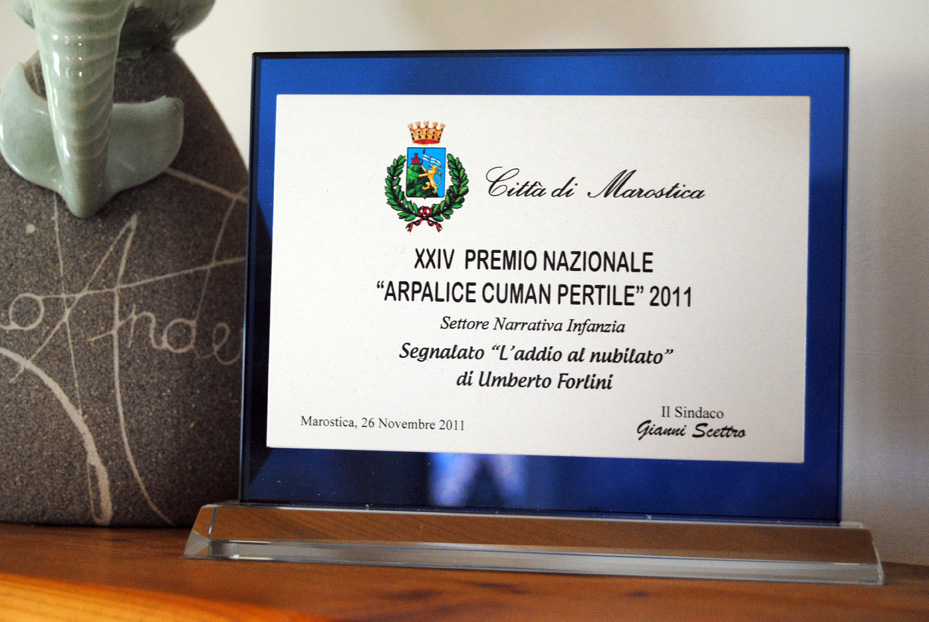 Città di Marostica
XXIV PREMIO NAZIONALE
“ARPALICE CUMAN PERTILE” 2011
Settore Narrativa Infanzia
Segnalato “L’addio al nubilato”
di Umberto Forlini
Marostica, 26 Novembre 2011
Il Sindaco
Gianni Scettro